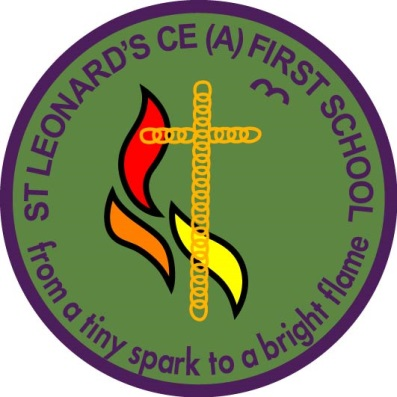 ST LEONARD'S CE (A) FIRST SCHOOL
from a tiny spark to a bright flame